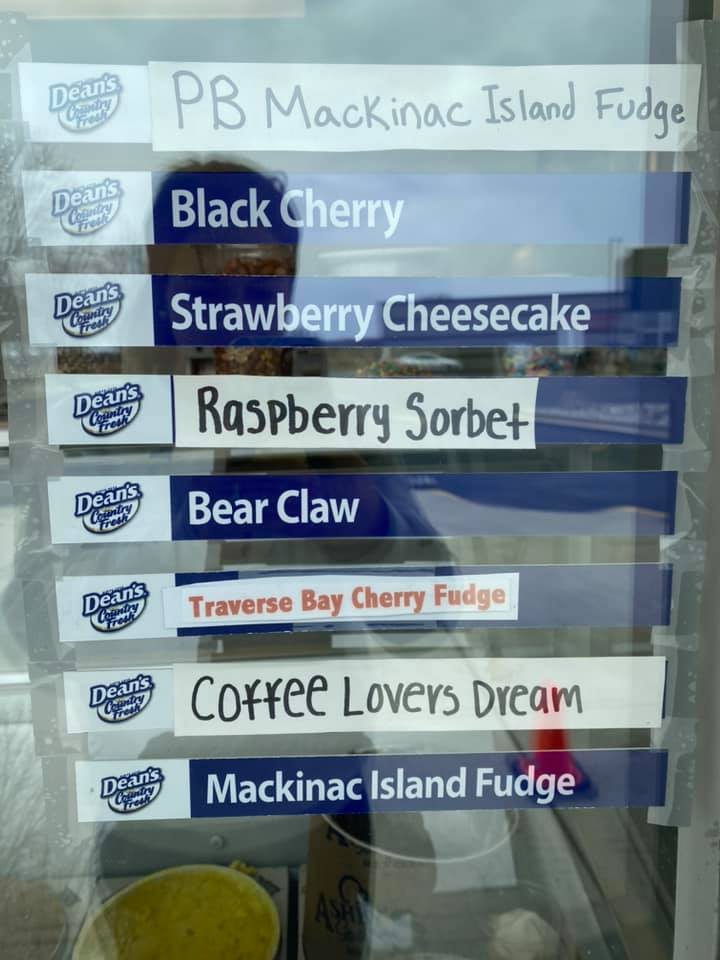 Dean's Country Fresh PB Mackinac Island Fudge
Dean's Country Fresh Black Cherry
Dean's Country Fresh Strawberry Cheesecake
Dean's Country Fresh Raspberry Sorbet
Dean's Country Fresh Bear Claw
Dean's Country Fresh Traverse Bay Cherry Fudge
Dean's Country Fresh Coffee Lovers Dream
Dean's Country Fresh Mackinac Island Fudge